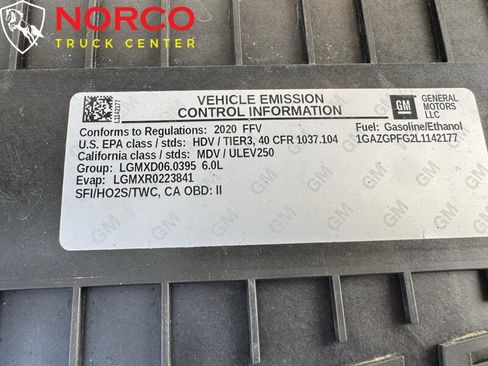 NORCO
TRUCK CENTER
L1142177
VEHICLE EMISSION
CONTROL INFORMATION
GM
GENERAL
MOTORS
LLC
Conforms to Regulations: 2020 FFV
Fuel: Gasoline/Ethanol
U.S. EPA class / stds: HDV / TIER3, 40 CFR 1037.104
1GAZGPFG2L1142177
California class / stds: MDV / ULEV250
Group: LGMXD06.0395 6.0L
Evap: LGMXR0223841
SFI/HO2S/TWC, CA OBD: II